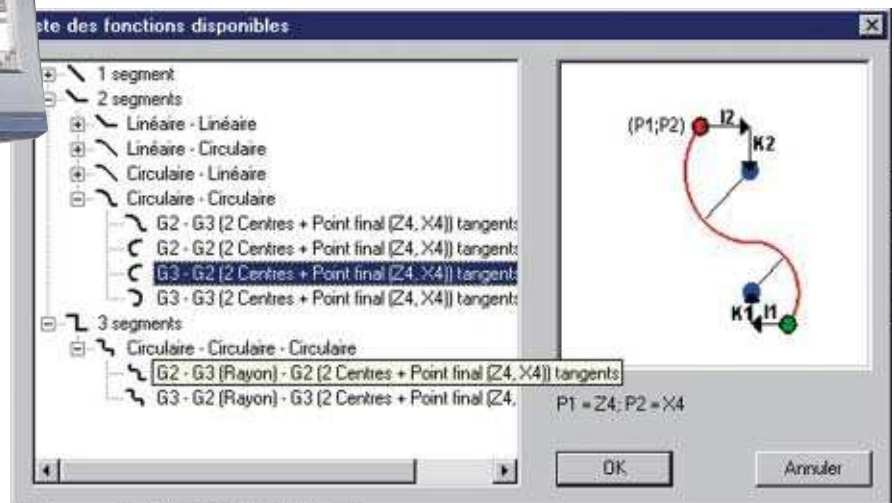 ste des fonctions disponibles
1 segment
2 segments
Linéaire - Linéaire
Linéaire - Circulaire
Circulaire - Linéaire
Circulaire - Circulaire
G2 - G3 (2 Centres + Point final (Z4, X4)) tangents
G2 - G2 (2 Centres + Point final (Z4, X4)) tangents
G3 - G2 (2 Centres + Point final (Z4, X4)) tangents
G3 - G3 (2 Centres + Point final (Z4, X4)) tangents
3 segments
Circulaire - Circulaire - Circulaire
G2 - G3 (Rayon) - G2 (2 Centres + Point final (Z4, X4)) tangents
G3 - G2 (Rayon) - G3 (2 Centres + Point final (Z4,
(P1;P2)
I2
K2
K1
I1
P1 = Z4; P2 = X4
OK
Annuler